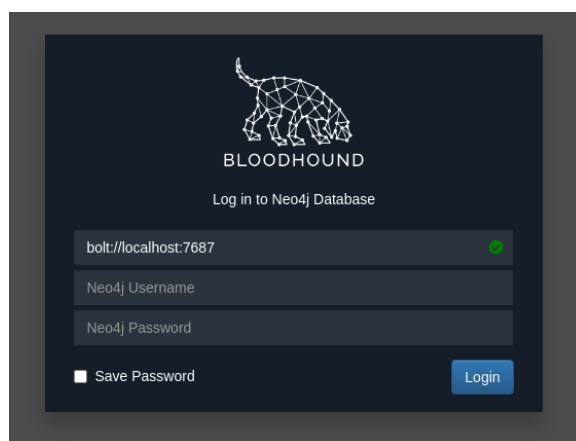 BLOODHOUND
Log in to Neo4j Database
bolt://localhost:7687
Neo4j Username
Neo4j Password
Save Password
Login